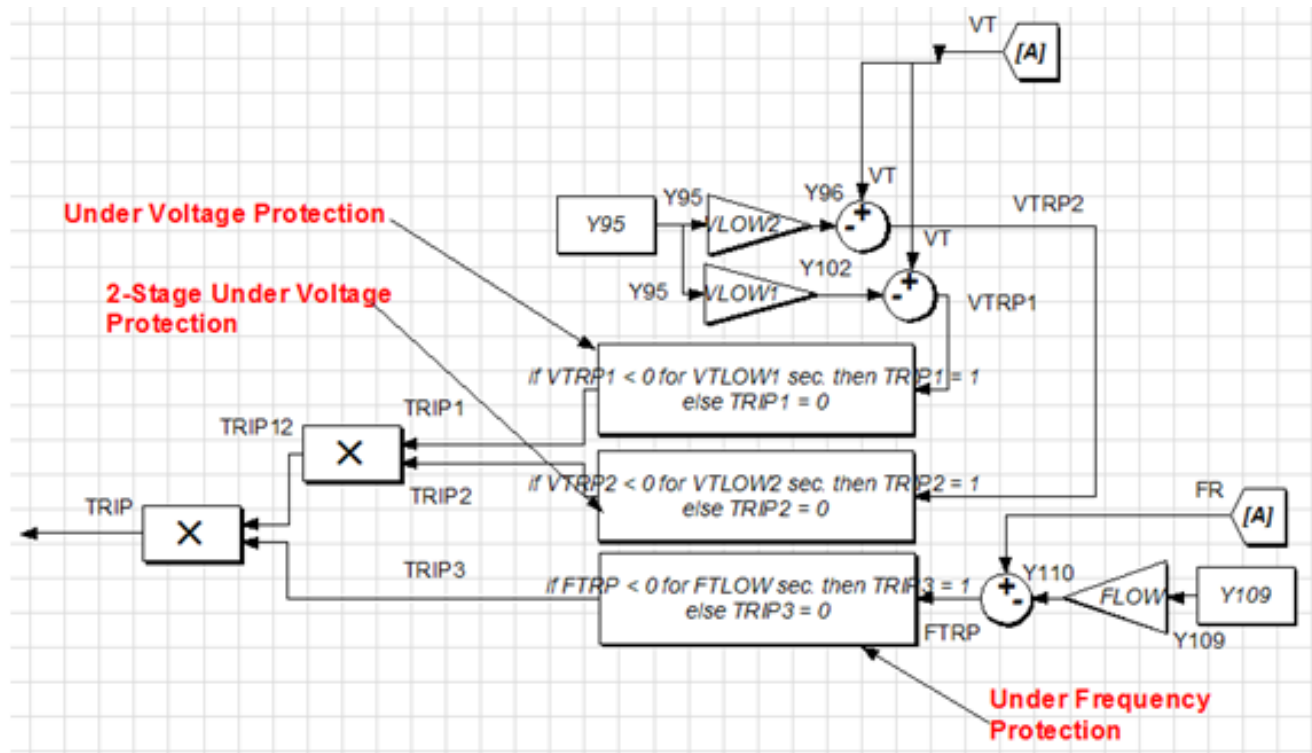 VT
[A]
VT
Y95
Y96
VTRP2
Under Voltage Protection
Y95
VLOW2
+
-
VT
Y102
2-Stage Under Voltage
Protection
Y95
VLOW1
+
-
VTRP1
if VTRP1 < 0 for VTLOW1 sec. then TRIP1 = 1
else TRIP1 = 0
TRIP1
TRIP12
×
if VTRP2 < 0 for VTLOW2 sec. then TRIP2 = 1
else TRIP2 = 0
TRIP2
FR
[A]
TRIP
×
TRIP3
if FTRP < 0 for FTLOW sec. then TRIP3 = 1
else TRIP3 = 0
+
-
Y110
FLOW
Y109
FTRP
Y109
Under Frequency
Protection